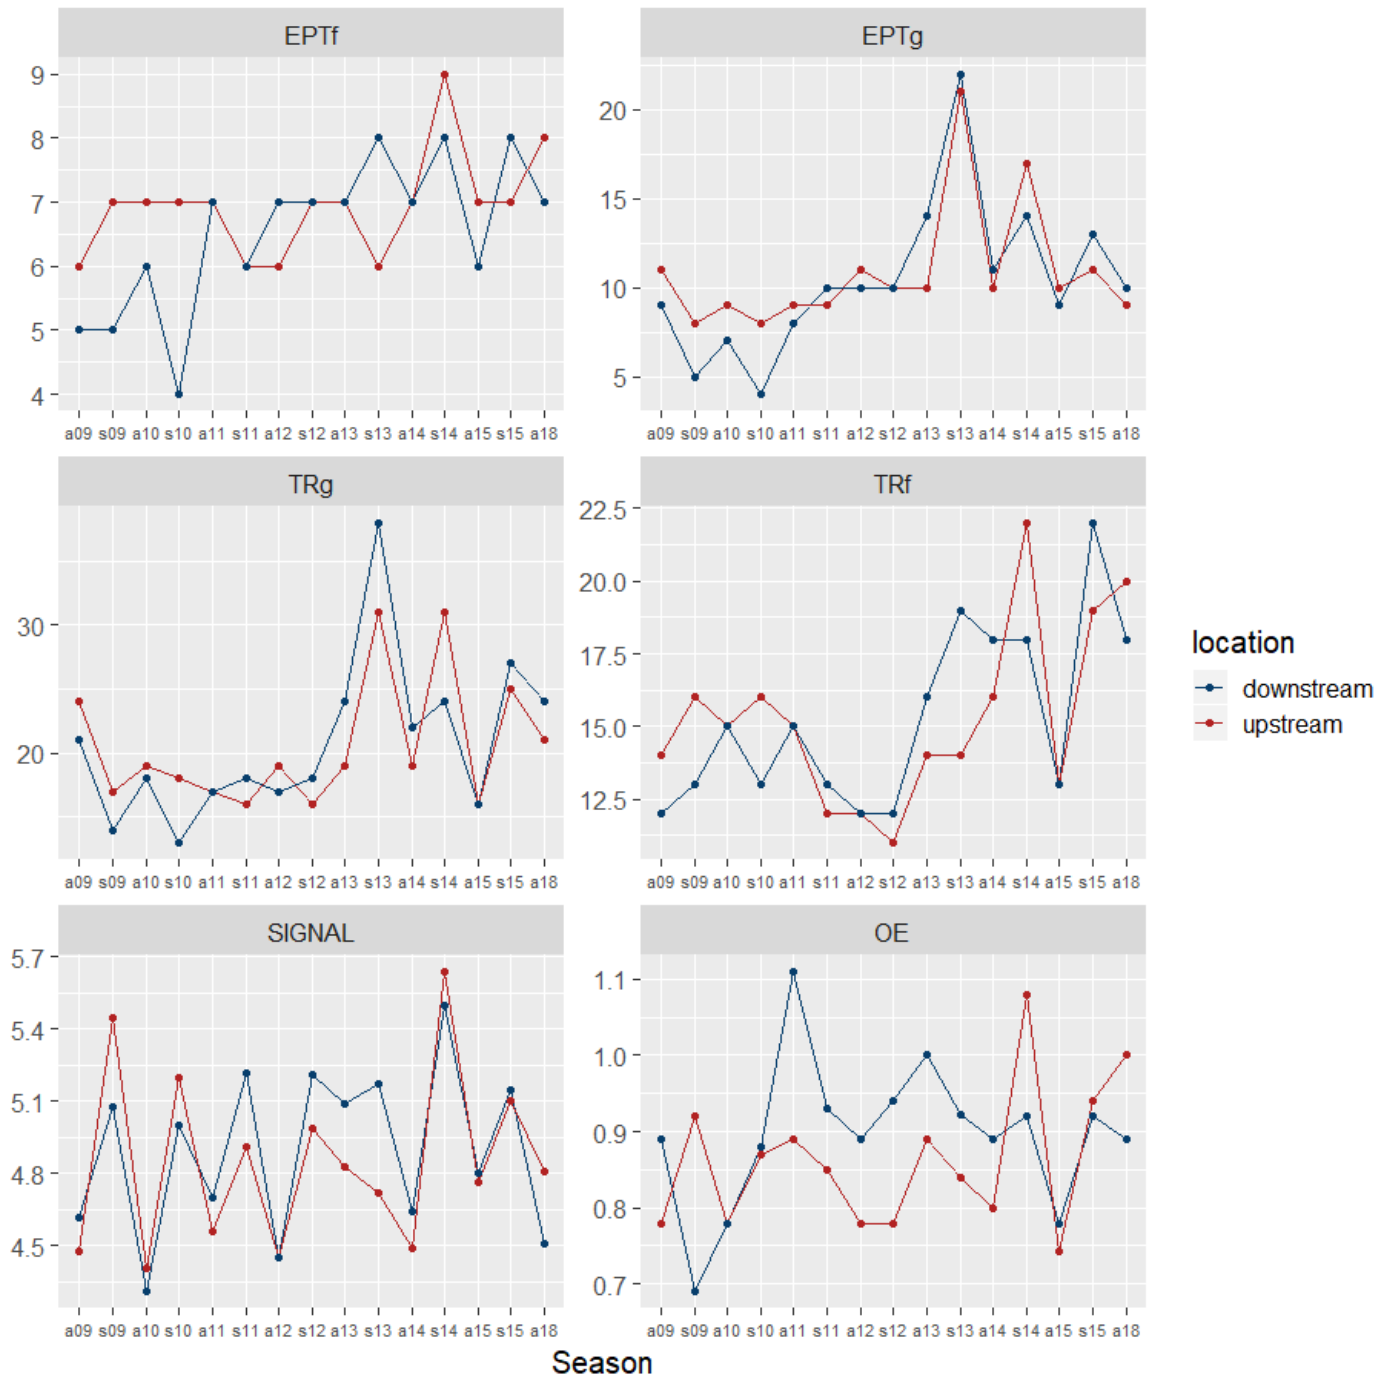 EPTf
EPTg
9
8
7
6
5
4
20
15
10
5
a09 s09 a10 s10 a11 s11 a12 s12 a13 s13 a14 s14 a15 s15 a18
a09 s09 a10 s10 a11 s11 a12 s12 a13 s13 a14 s14 a15 s15 a18
TRg
TRf
30
20
22.5
20.0
17.5
15.0
12.5
a09 s09 a10 s10 a11 s11 a12 s12 a13 s13 a14 s14 a15 s15 a18
a09 s09 a10 s10 a11 s11 a12 s12 a13 s13 a14 s14 a15 s15 a18
SIGNAL
OE
5.7
5.4
5.1
4.8
4.5
1.1
1.0
0.9
0.8
0.7
a09 s09 a10 s10 a11 s11 a12 s12 a13 s13 a14 s14 a15 s15 a18
a09 s09 a10 s10 a11 s11 a12 s12 a13 s13 a14 s14 a15 s15 a18
Season
location
downstream
upstream